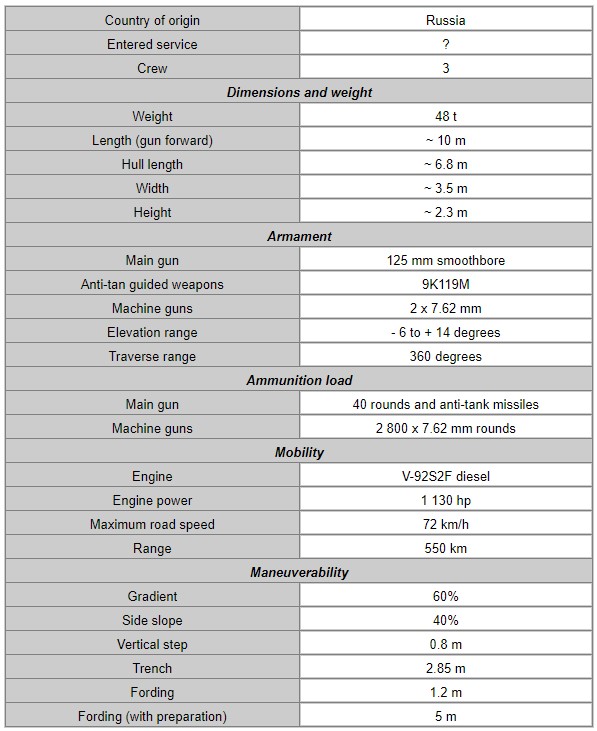 Country of origin Russia
Entered service ?
Crew 3
Dimensions and weight
Weight 48 t
Length (gun forward) ~ 10 m
Hull length ~ 6.8 m
Width ~ 3.5 m
Height ~ 2.3 m
Armament
Main gun 125 mm smoothbore
Anti-tan guided weapons 9K119M
Machine guns 2 x 7.62 mm
Elevation range - 6 to + 14 degrees
Traverse range 360 degrees
Ammunition load
Main gun 40 rounds and anti-tank missiles
Machine guns 2 800 x 7.62 mm rounds
Mobility
Engine V-92S2F diesel
Engine power 1 130 hp
Maximum road speed 72 km/h
Range 550 km
Maneuverability
Gradient 60%
Side slope 40%
Vertical step 0.8 m
Trench 2.85 m
Fording 1.2 m
Fording (with preparation) 5 m